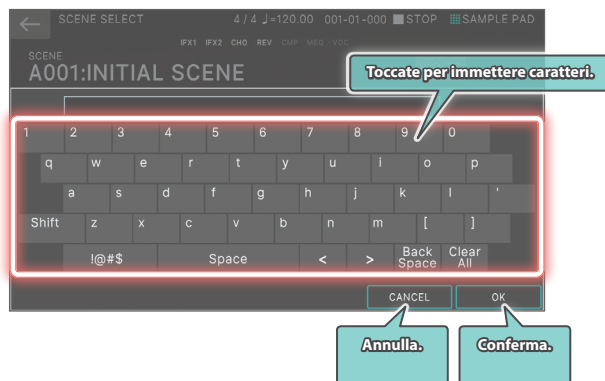 SCENE SELECT 4 / 4 ♩=120.00 001-01-000 STOP SAMPLE PAD
IFX1 IFX2 CHO REV CMP MEQ VOC
SCENE
A001:INITIAL SCENE
Toccate per immettere caratteri.
1 2 3 4 5 6 7 8 9 0
q w e r t y u i o p
a s d f g h j k l '
Shift z x c v b n m [ ]
!@#$ Space < > Back Space Clear All
CANCEL OK
Annulla. Conferma.